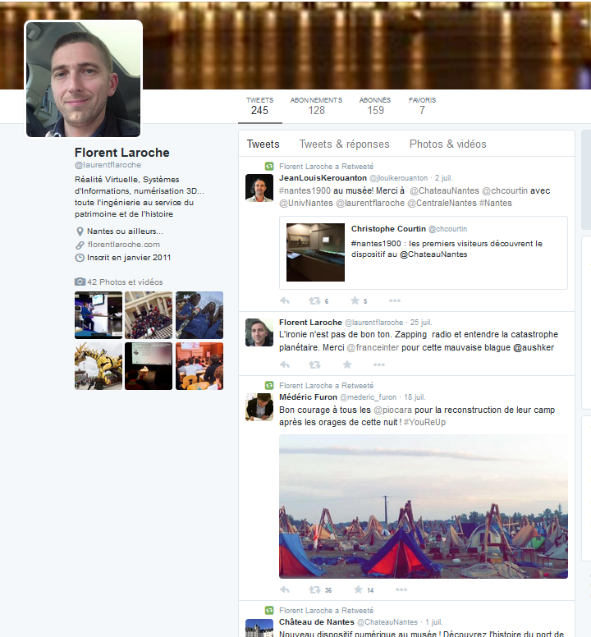 TWEETS ABONNEMENTS ABONNÉS FAVORIS
245 128 159 7
Florent Laroche
@laurentflaroche
Réalité Virtuelle, Systèmes
d'Informations, numérisation 3D...
toute l'ingénierie au service du
patrimoine et de l'histoire
Nantes ou ailleurs...
florentlaroche.com
Inscrit en janvier 2011
42 Photos et vidéos
Tweets Tweets & réponses Photos & vidéos
Florent Laroche a Retweeté
JeanLouisKerouanton @jlouikerouanton · 2 juil.
#nantes1900 au musée! Merci à @ChateauNantes @chcourtin avec
@UnivNantes @laurentflaroche @CentraleNantes #Nantes
Christophe Courtin @chcourtin
#nantes1900 : les premiers visiteurs découvrent le
dispositif au @ChateauNantes
6 5
Florent Laroche @laurentflaroche · 25 juil.
L'ironie n'est pas de bon ton. Zapping radio et entendre la catastrophe
planétaire. Merci @franceinter pour cette mauvaise blague @aushker
Florent Laroche a Retweeté
Médéric Furon @mederic_furon · 18 juil.
Bon courage à tous les @piocara pour la reconstruction de leur camp
après les orages de cette nuit ! #YouReUp
36 14
Florent Laroche a Retweeté
Château de Nantes @ChateauNantes · 1 juil.
Nouveau dispositif numérique au musée ! Découvrez l'histoire du port de